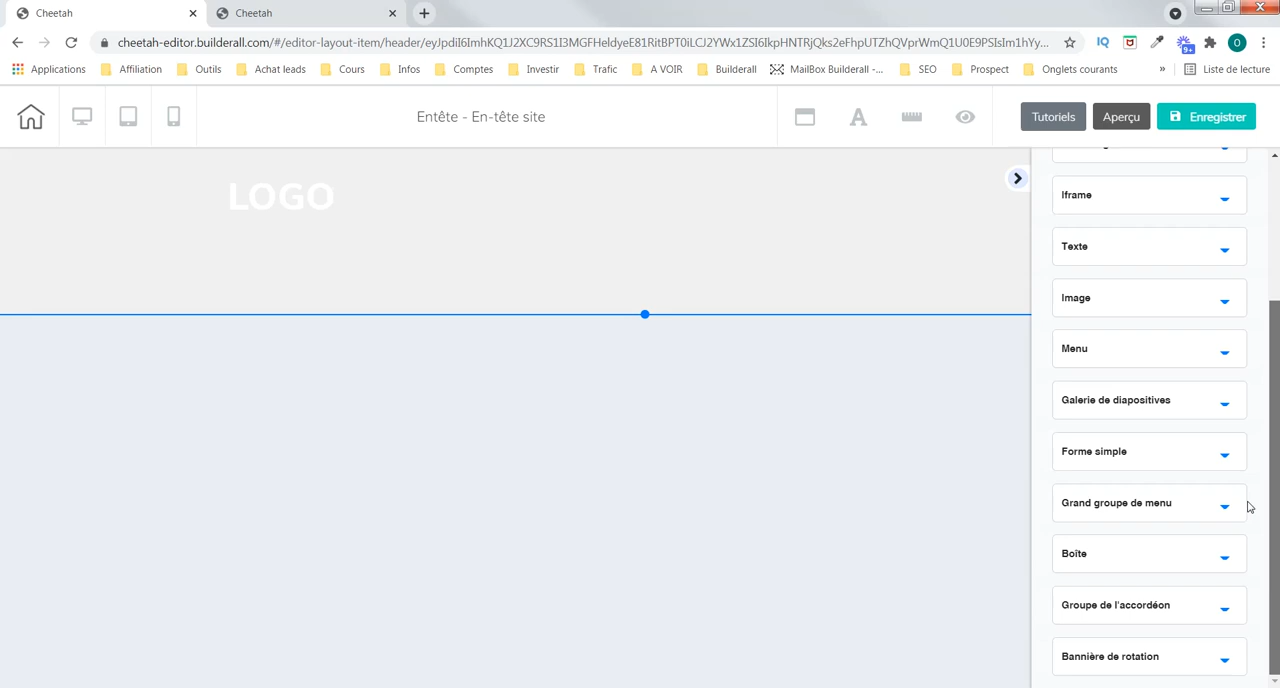 Cheetah
Cheetah
cheetah-editor.builderall.com/#/editor-layout-item/header/
Applications
Affiliation
Outils
Achat leads
Cours
Infos
Comptes
Investir
Trafic
A VOIR
Builderall
MailBox Builderall -...
SEO
Prospect
Onglets courants
»
Liste de lecture
IQ
9+
O
Entête - En-tête site
A
Tutoriels
Aperçu
Enregistrer
LOGO
Iframe
Texte
Image
Menu
Galerie de diapositives
Forme simple
Grand groupe de menu
Boîte
Groupe de l'accordéon
Bannière de rotation